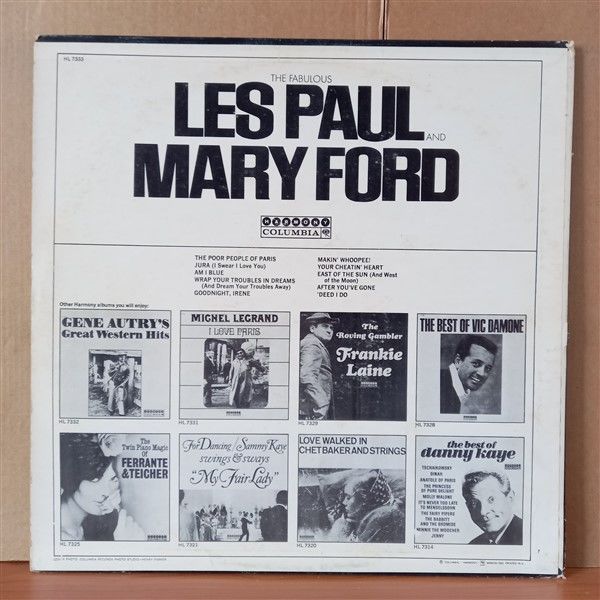 HL 7333
THE FABULOUS
LES PAUL AND
MARY FORD
HARMONY
COLUMBIA
THE POOR PEOPLE OF PARIS
JURA (I Swear I Love You)
AM I BLUE
WRAP YOUR TROUBLES IN DREAMS
(And Dream Your Troubles Away)
GOODNIGHT, IRENE
MAKIN' WHOOPEE!
YOUR CHEATIN' HEART
EAST OF THE SUN (And West
of the Moon)
AFTER YOU'VE GONE
'DEED I DO
Other Harmony albums you will enjoy:
GENE AUTRY'S
Great Western Hits
HL 7332
MICHEL LEGRAND
I LOVE PARIS
HL 7331
The
Roving Gambler
Frankie
Laine
HL 7329
THE BEST OF VIC DAMONE
HL 7328
The
Twin Piano Magic
Of
FERRANTE
& TEICHER
HL 7325
For Dancing/Sammy Kaye
swings & sways
"My Fair Lady"
HL 7321
LOVE WALKED IN
CHET BAKER AND STRINGS
HL 7320
the best of
danny kaye
TSCHAIKOWSKY
DINAH
ANATOLE OF PARIS
THE PRINCESS
OF PURE DELIGHT
MOLLY MALONE
IT'S NEVER TOO LATE
TO MENDELSSOHN
THE FAIRY PIPERS
THE BABBITT
AND THE BROMIDE
MINNIE THE MOOCHER
JENNY
HL 7314